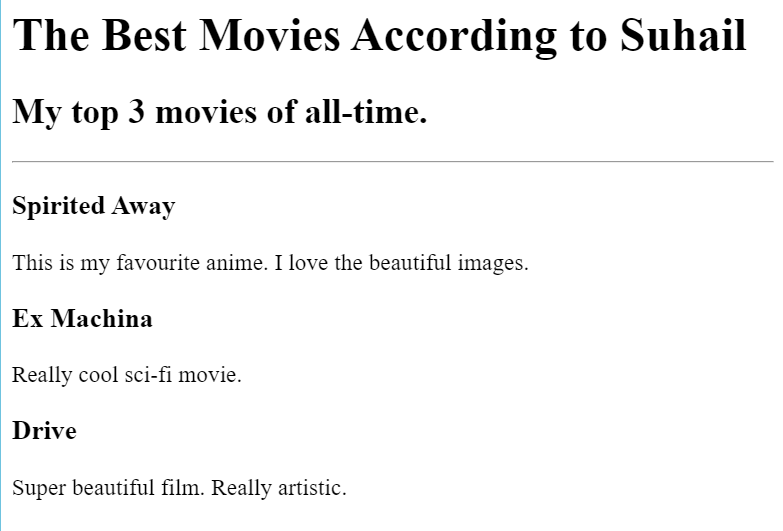 The Best Movies According to Suhail
My top 3 movies of all-time.
Spirited Away
This is my favourite anime. I love the beautiful images.
Ex Machina
Really cool sci-fi movie.
Drive
Super beautiful film. Really artistic.